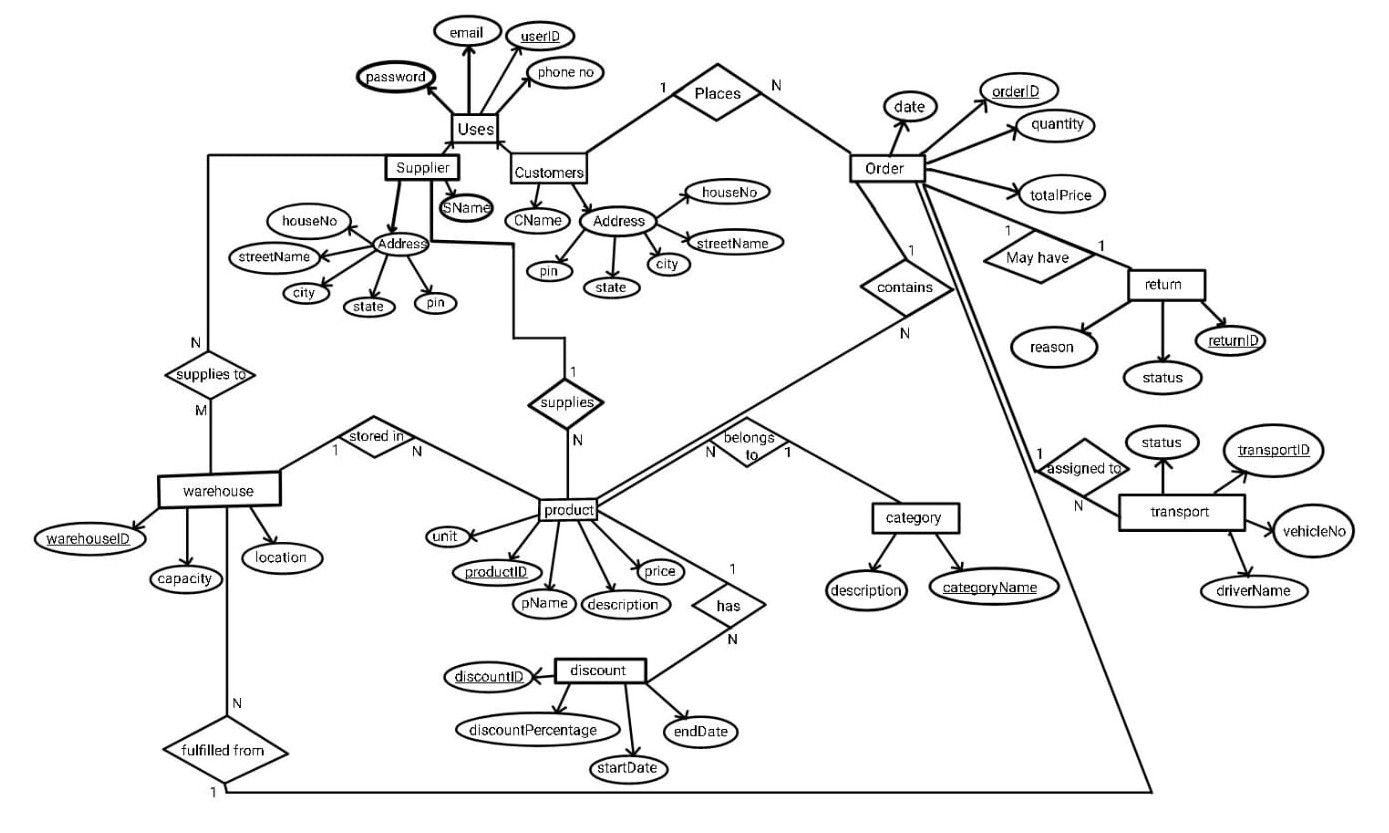 email
userID
password
phone no
Uses
1
Places
N
date
orderID
quantity
Supplier
Customers
Order
totalPrice
SName
CName
Address
houseNo
streetName
pin
state
city
houseNo
streetName
Address
city
state
pin
1
contains
N
1
May have
1
return
reason
status
returnID
N
supplies to
M
1
supplies
N
1
stored in
N
N
belongs
to
1
1
assigned to
N
status
transportID
warehouse
product
category
transport
vehicleNo
driverName
warehouseID
capacity
location
unit
productID
pName
description
price
description
categoryName
1
has
N
discount
discountID
discountPercentage
startDate
endDate
N
fulfilled from
1